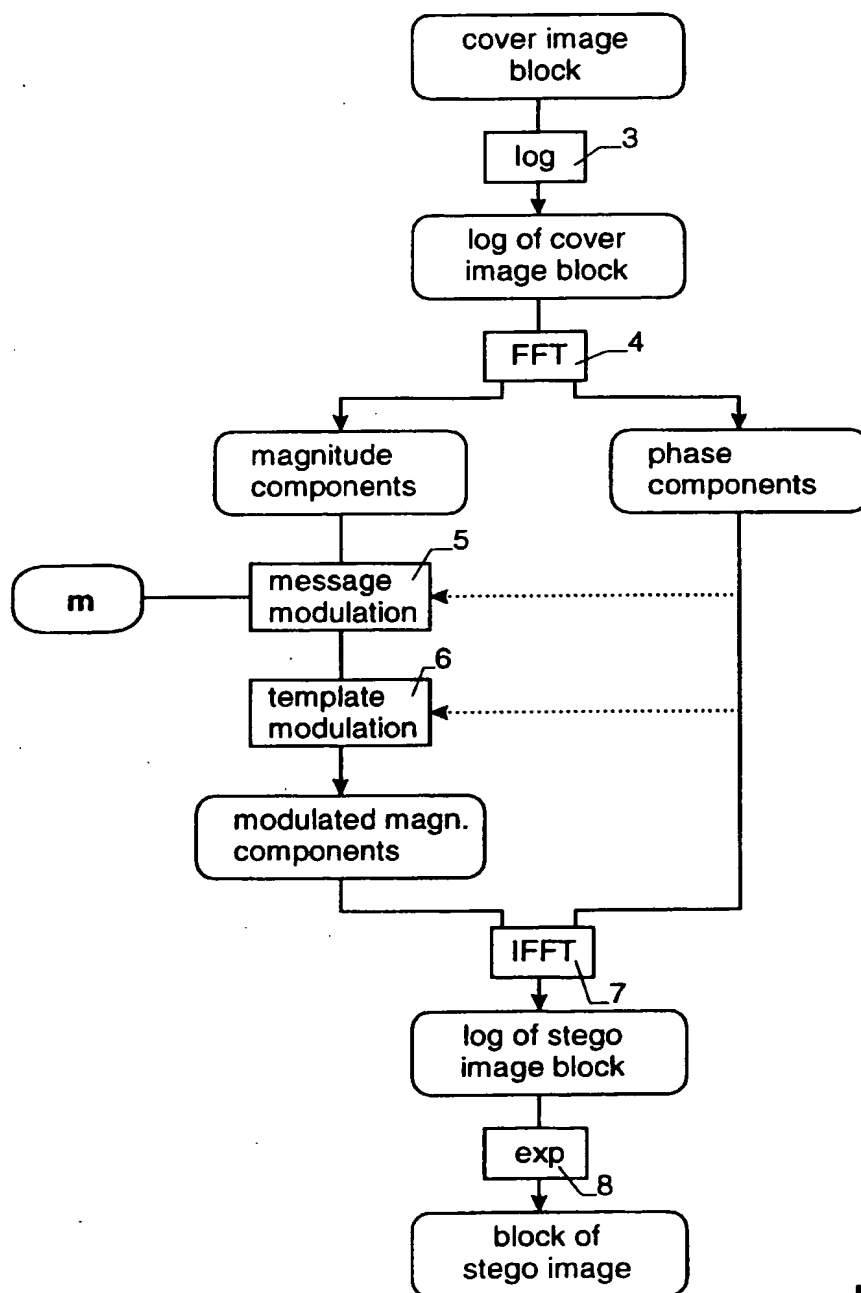 cover image
block
log
3
log of cover
image block
FFT
4
magnitude
components
phase
components
5
message
modulation
m
6
template
modulation
modulated magn.
components
IFFT
7
log of stego
image block
exp
8
block of
stego image